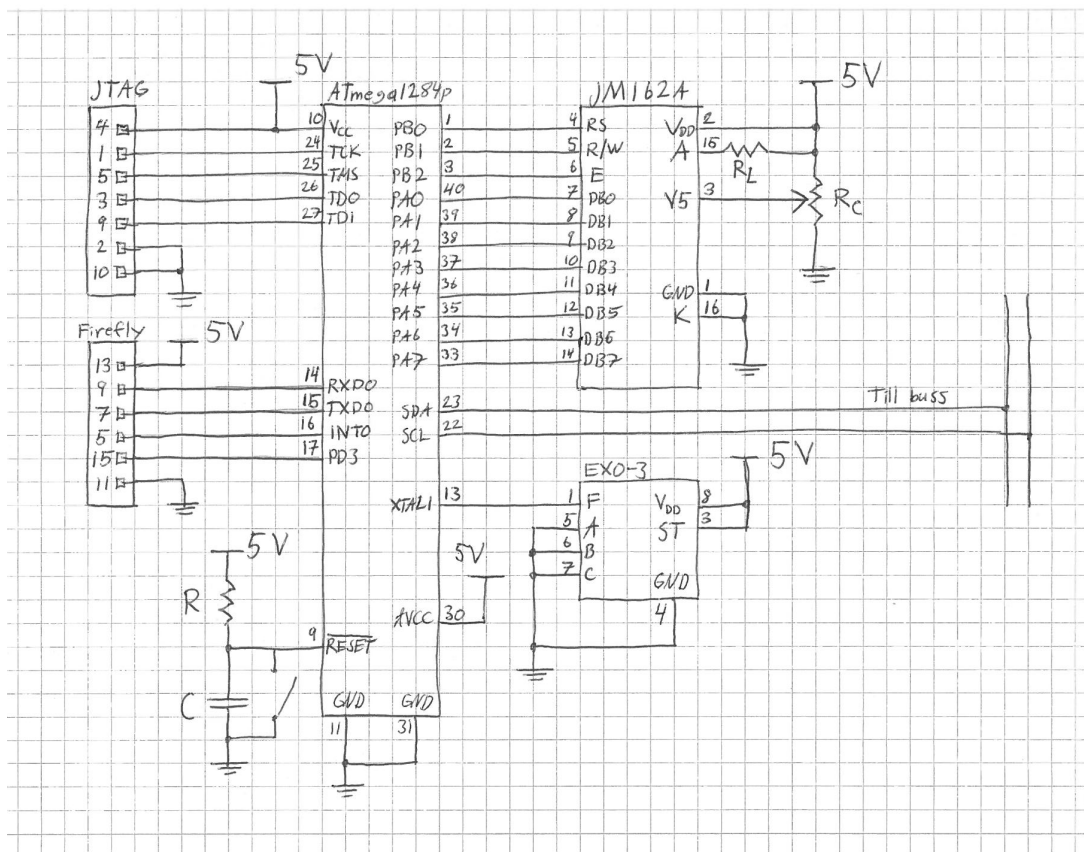 5V
JTAG
ATmega1284p
JM162A
5V
4
10 Vcc
PB0 1
4 RS
VDD 2
1
24 TCK
PB1 2
5 R/W
A 15
RL
5
25 TMS
PB2 3
6 E
3
26 TDO
PA0 40
7 DB0
V5 3
RC
9
27 TDI
PA1 39
8 DB1
2
PA2 38
9 DB2
10
PA3 37
10 DB3
PA4 36
11 DB4
GND 1
PA5 35
12 DB5
K 16
Firefly
5V
PA6 34
13 DB6
13
PA7 33
14 DB7
9
14 RXD0
7
15 TXD0
SDA 23
Till buss
5
16 INT0
SCL 22
15
17 PD3
11
EXO-3
5V
XTAL1 13
1 F
VDD 8
5 A
ST 3
6 B
7 C
GND
4
5V
5V
R
AVCC 30
9 RESET
C
GND GND
11 31